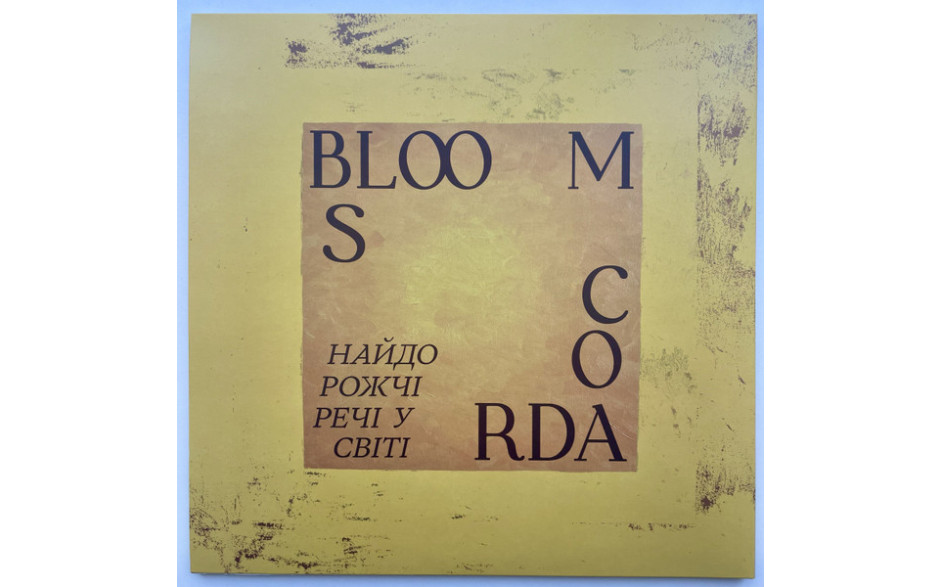 BLOO M
S
C
O
RDA
НАЙДО
РОЖЧІ
РЕЧІ У
СВІТІ